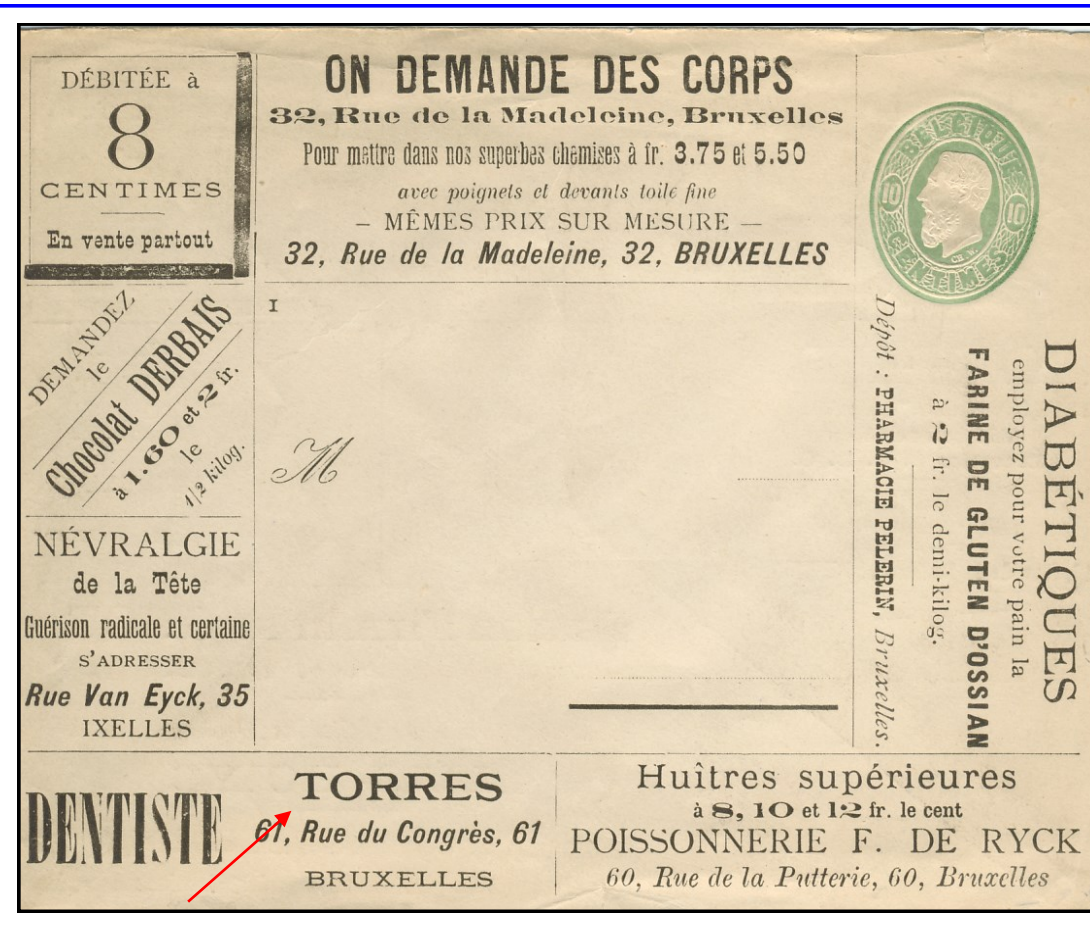 DÉBITÉE à
8
CENTIMES
En vente partout
ON DEMANDE DES CORPS
32, Rue de la Madeleine, Bruxelles
Pour mettre dans nos superbes chemises à fr. 3.75 et 5.50
avec poignets et devants toile fine
– MÊMES PRIX SUR MESURE –
32, Rue de la Madeleine, 32, BRUXELLES
BELGIQUE
10 10
CENTIMES
DEMANDEZ
le
Chocolat DERBAIS
à 1.60 et 2 fr.
le
1/2 kilog.
1
M
DIABÉTIQUES
employez pour votre pain la
FARINE DE GLUTEN D'OSSIAN
à 2 fr. le demi-kilog.
Dépôt : PHARMACIE PELERIN, Bruxelles.
NÉVRALGIE
de la Tête
Guérison radicale et certaine
S'ADRESSER
Rue Van Eyck, 35
IXELLES
DENTISTE
TORRES
61, Rue du Congrès, 61
BRUXELLES
Huîtres supérieures
à 8, 10 et 12 fr. le cent
POISSONNERIE F. DE RYCK
60, Rue de la Putterie, 60, Bruxelles